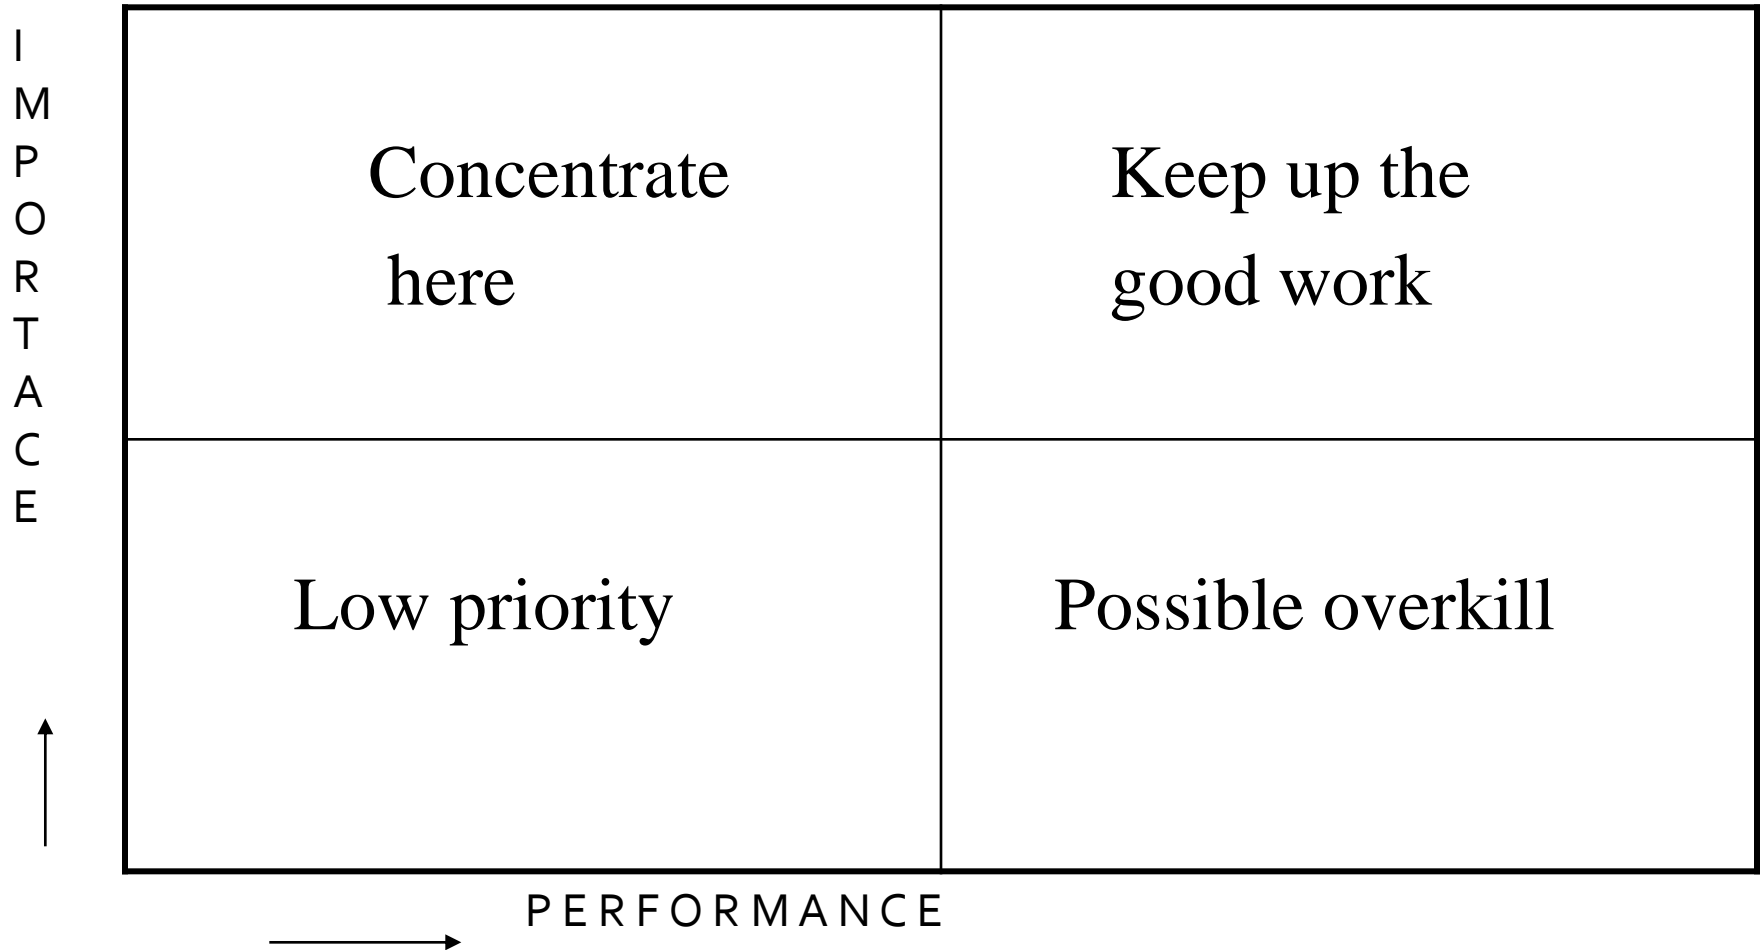 I
M
P
O
R
T
A
C
E
Concentrate
here
Keep up the
good work
Low priority
Possible overkill
PERFORMANCE